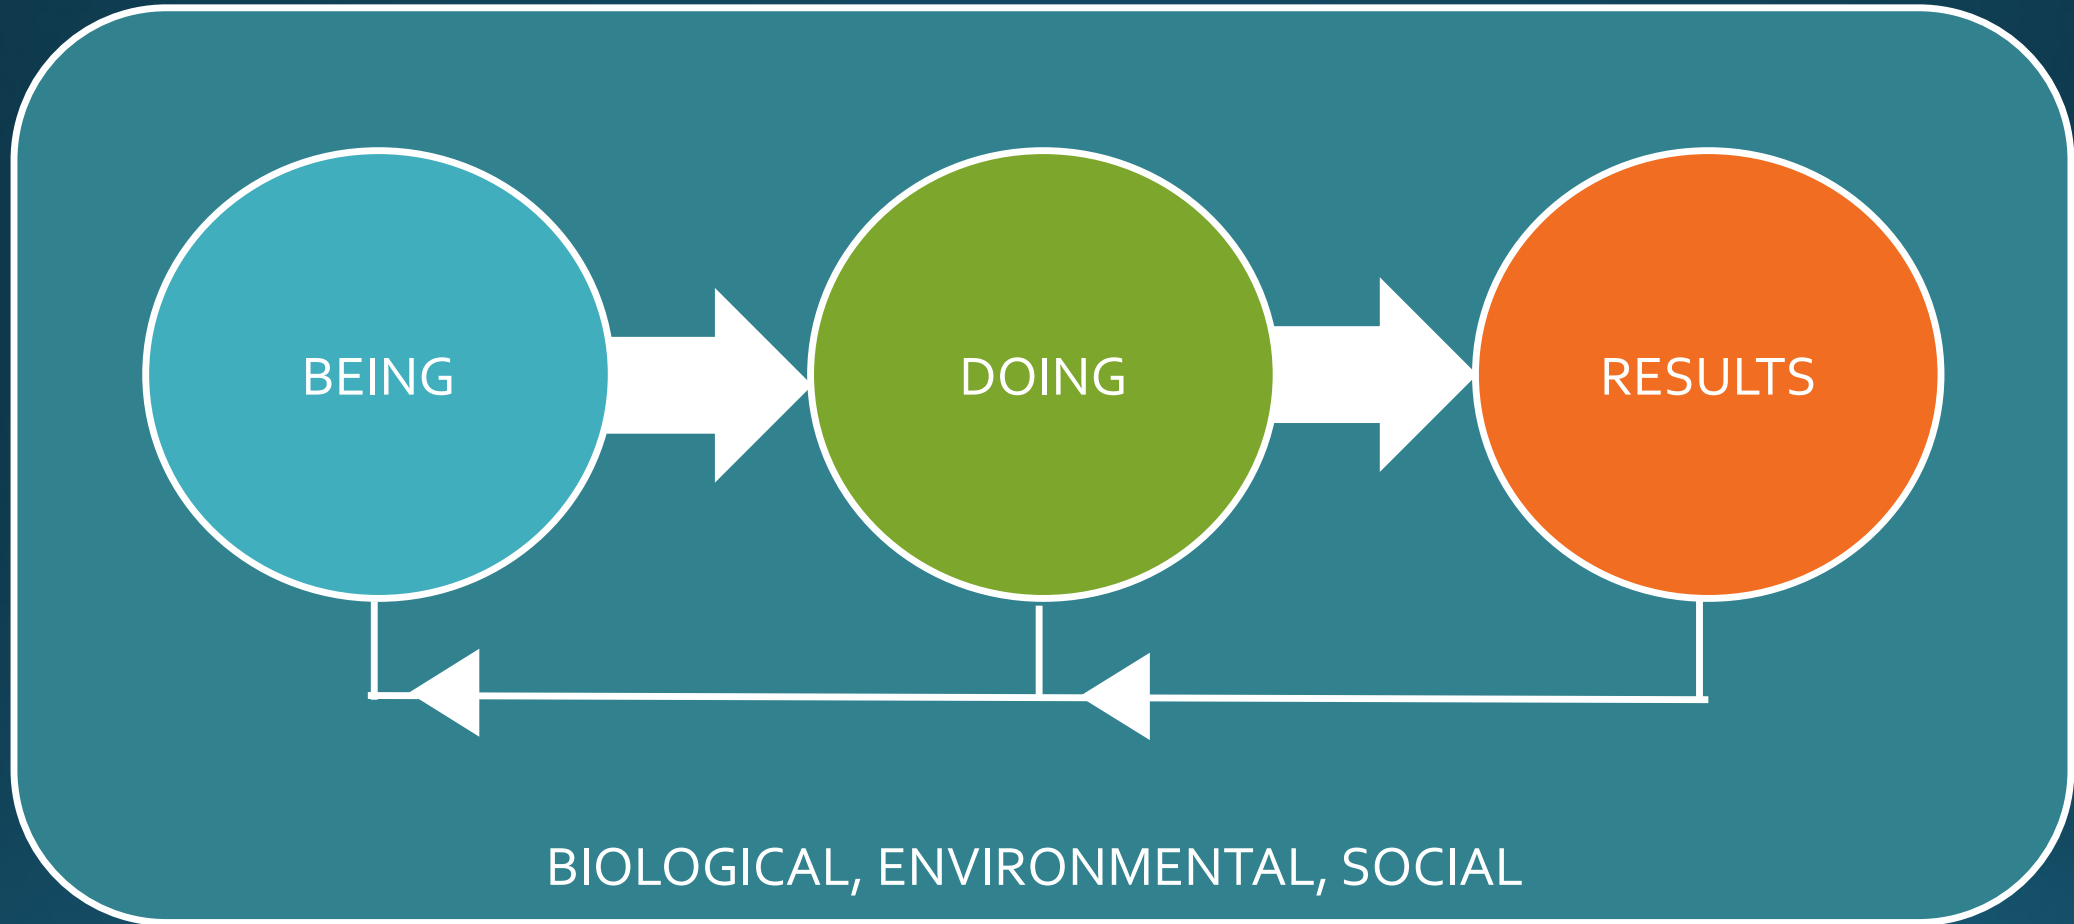 BEING
DOING
RESULTS
BIOLOGICAL, ENVIRONMENTAL, SOCIAL